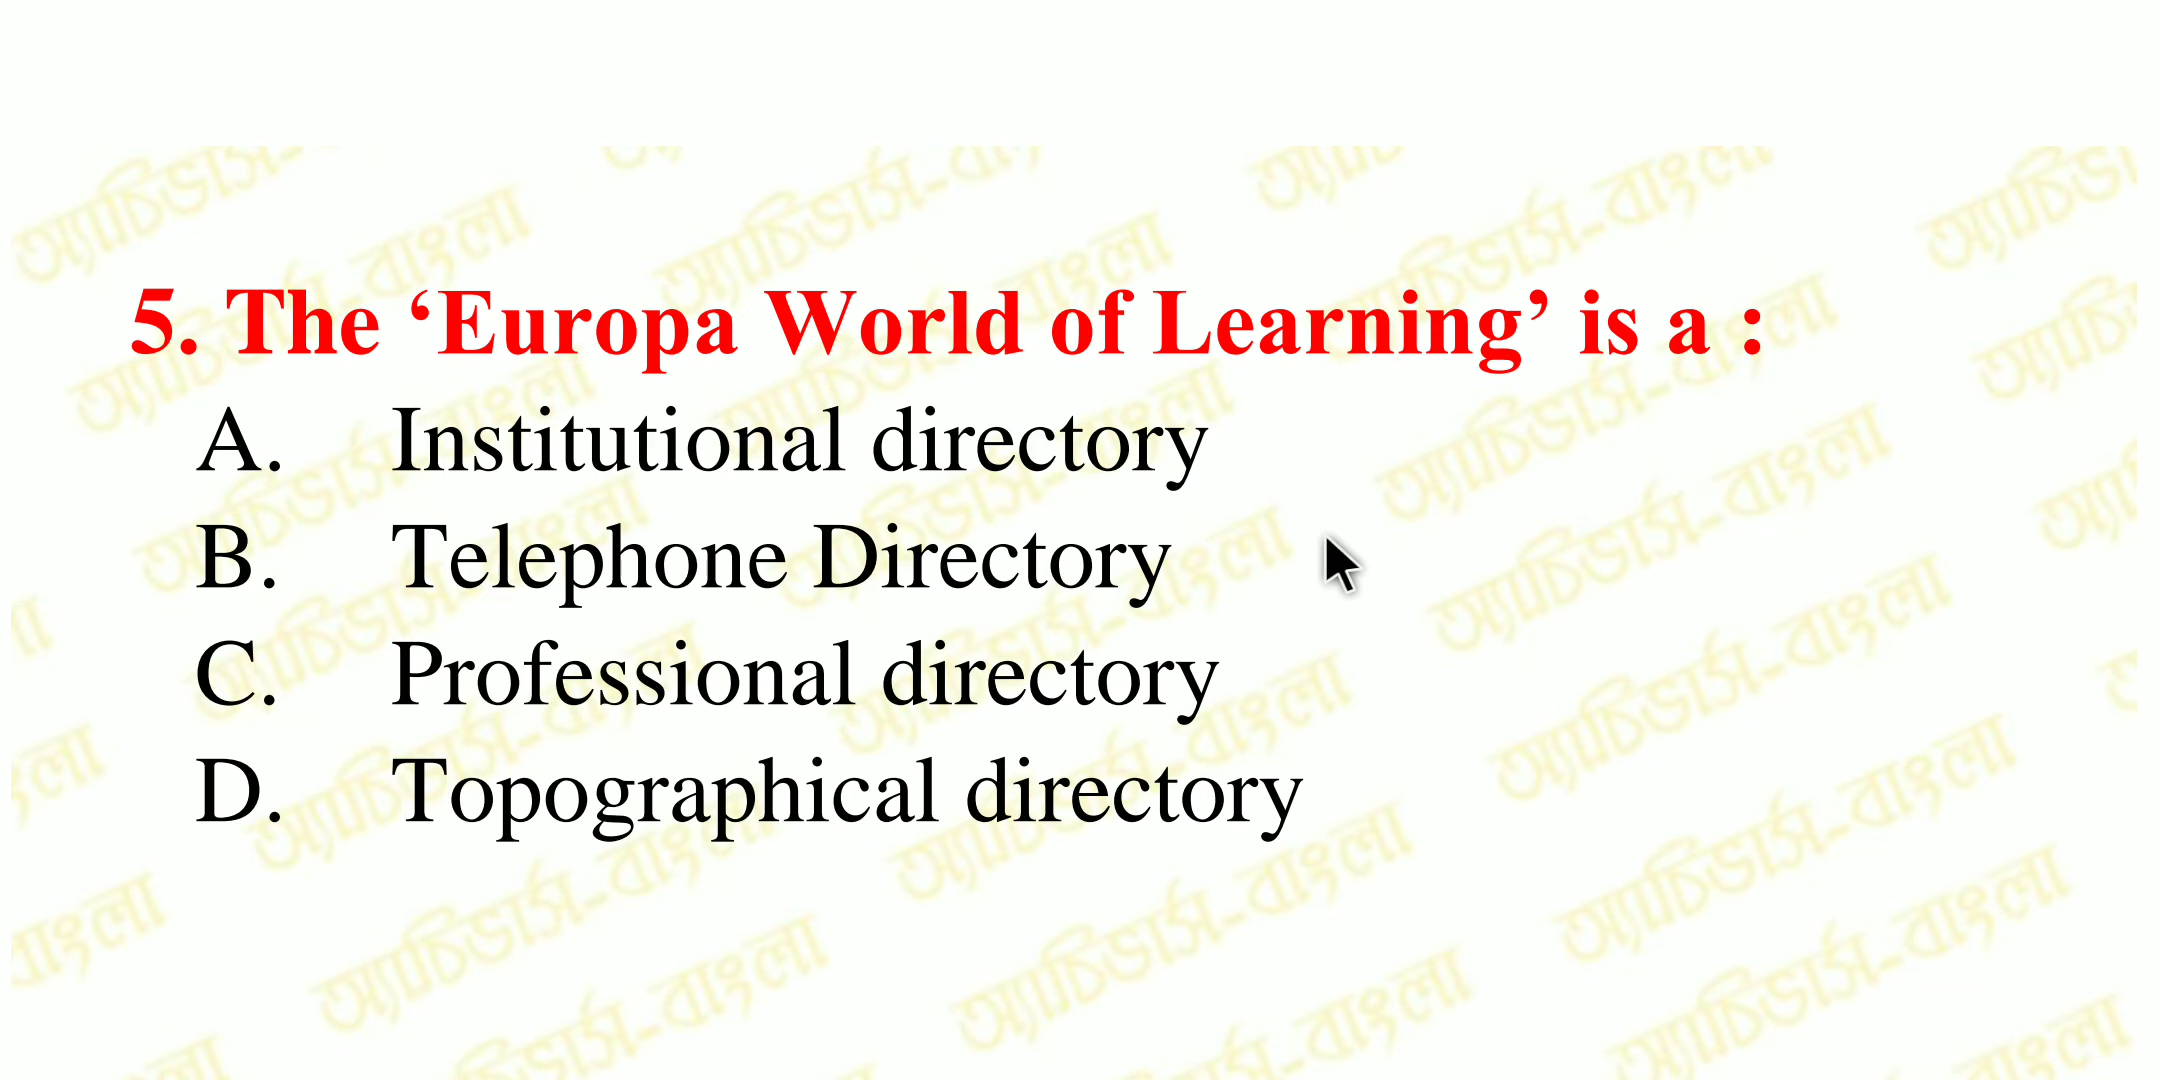 5. The ‘Europa World of Learning’ is a :
A. Institutional directory
B. Telephone Directory
C. Professional directory
D. Topographical directory